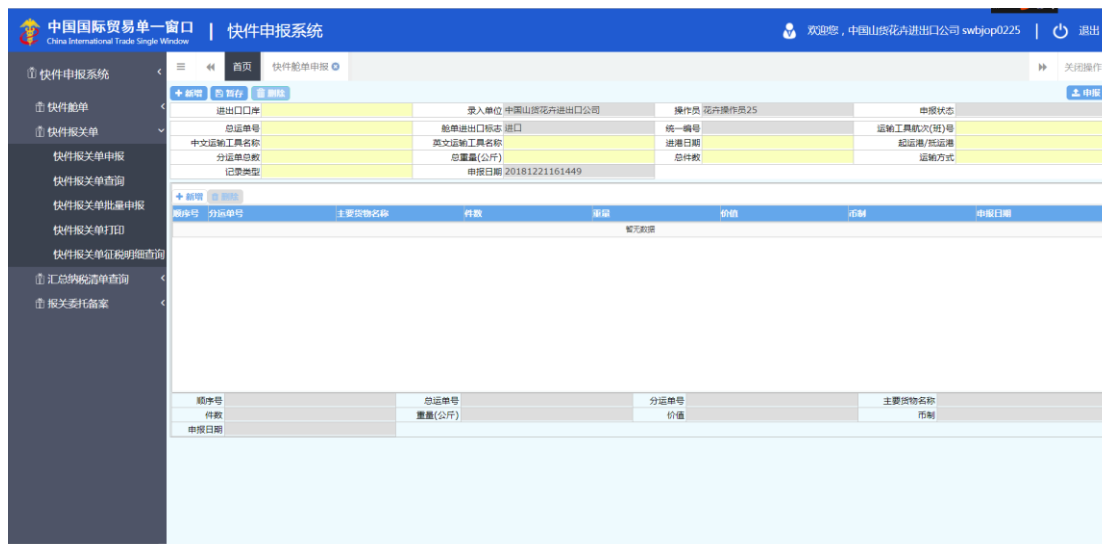 中国国际贸易单一窗口 | 快件申报系统
China International Trade Single Window
欢迎您，中国山货花卉进出口公司 swbjop0225 | 退出
快件申报系统
首页 快件舱单申报 关闭操作
快件舱单
快件报关单
快件报关单申报
快件报关单查询
快件报关单批量申报
快件报关单打印
快件报关单征税明细查询
汇总纳税清单查询
报关委托备案
新增 暂存 删除 申报
进出口口岸 录入单位 中国山货花卉进出口公司 操作员 花卉操作员25 申报状态
总运单号 舱单进出口标志 进口 统一编号 运输工具航次(班)号
中文运输工具名称 英文运输工具名称 进港日期 起运港/抵运港
分运单总数 总重量(公斤) 总件数 运输方式
记录类型 申报日期 20181221161449
新增 删除
顺序号 分运单号 主要货物名称 件数 重量 价值 币制 申报日期
暂无数据
顺序号 总运单号 分运单号 主要货物名称
件数 重量(公斤) 价值 币制
申报日期